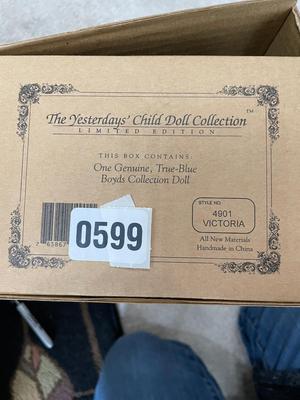 The Yesterdays' Child Doll Collection™
LIMITED EDITION
THIS BOX CONTAINS:
One Genuine, True-Blue
Boyds Collection Doll
STYLE NO:
4901
VICTORIA
0599
All New Materials
Handmade in China